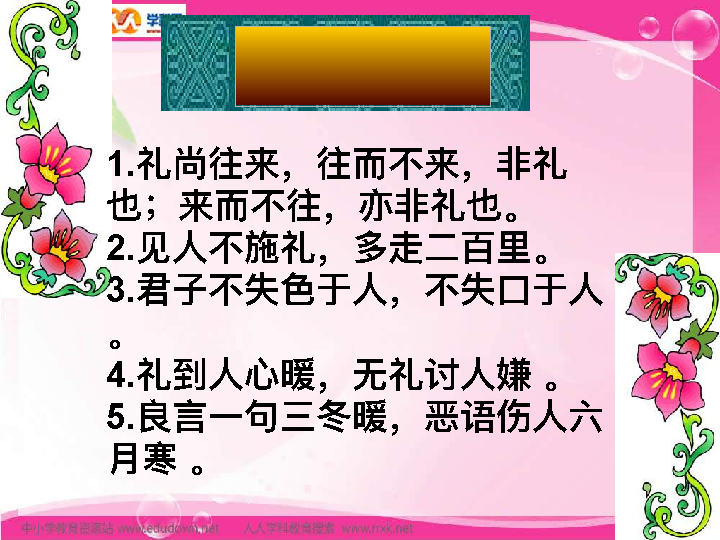 学
1.礼尚往来，往而不来，非礼
也；来而不往，亦非礼也。
2.见人不施礼，多走二百里。
3.君子不失色于人，不失口于人
。
4.礼到人心暖，无礼讨人嫌 。
5.良言一句三冬暖，恶语伤人六
月寒 。
中小学教育资源站 www.edudown.net 人人学科教育搜索 www.rrxk.net